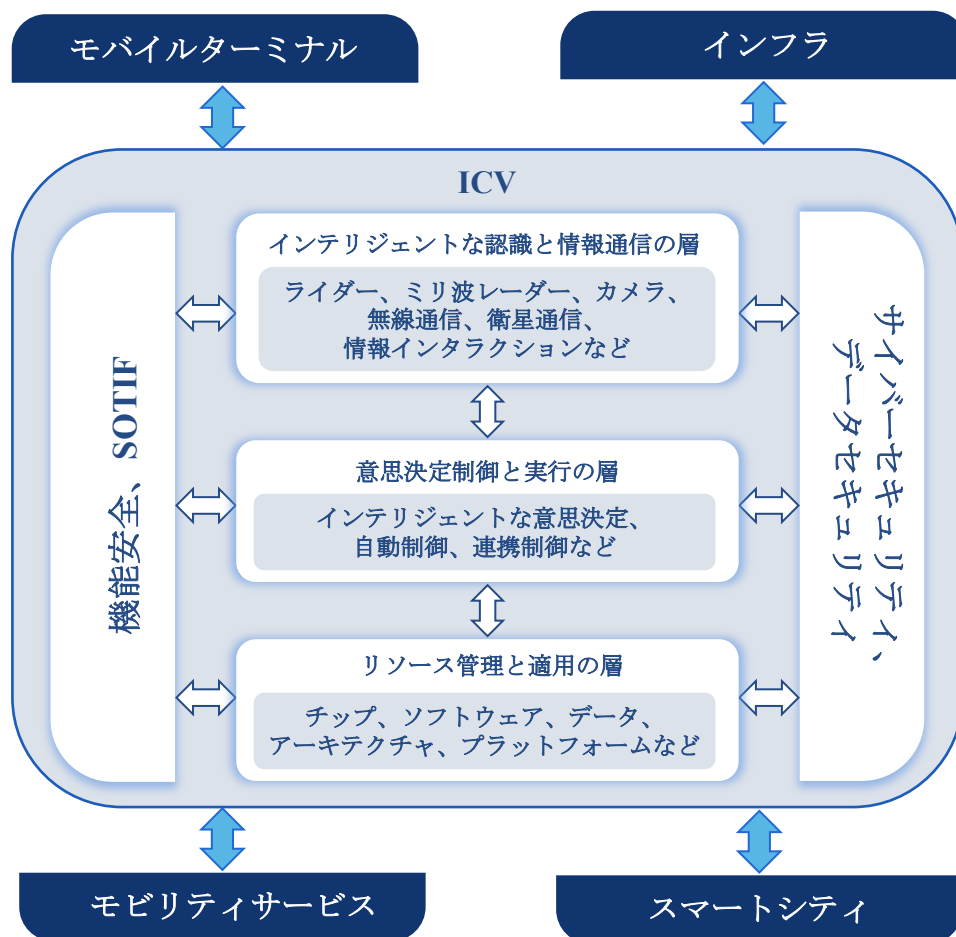 モバイルターミナル
インフラ
ICV
機能安全、SOTIF
インテリジェントな認識と情報通信の層
ライダー、ミリ波レーダー、カメラ、
無線通信、衛星通信、
情報インタラクションなど
意思決定制御と実行の層
インテリジェントな意思決定、
自動制御、連携制御など
リソース管理と適用の層
チップ、ソフトウェア、データ、
アーキテクチャ、プラットフォームなど
サイバーセキュリティ、
データセキュリティ
モビリティサービス
スマートシティ